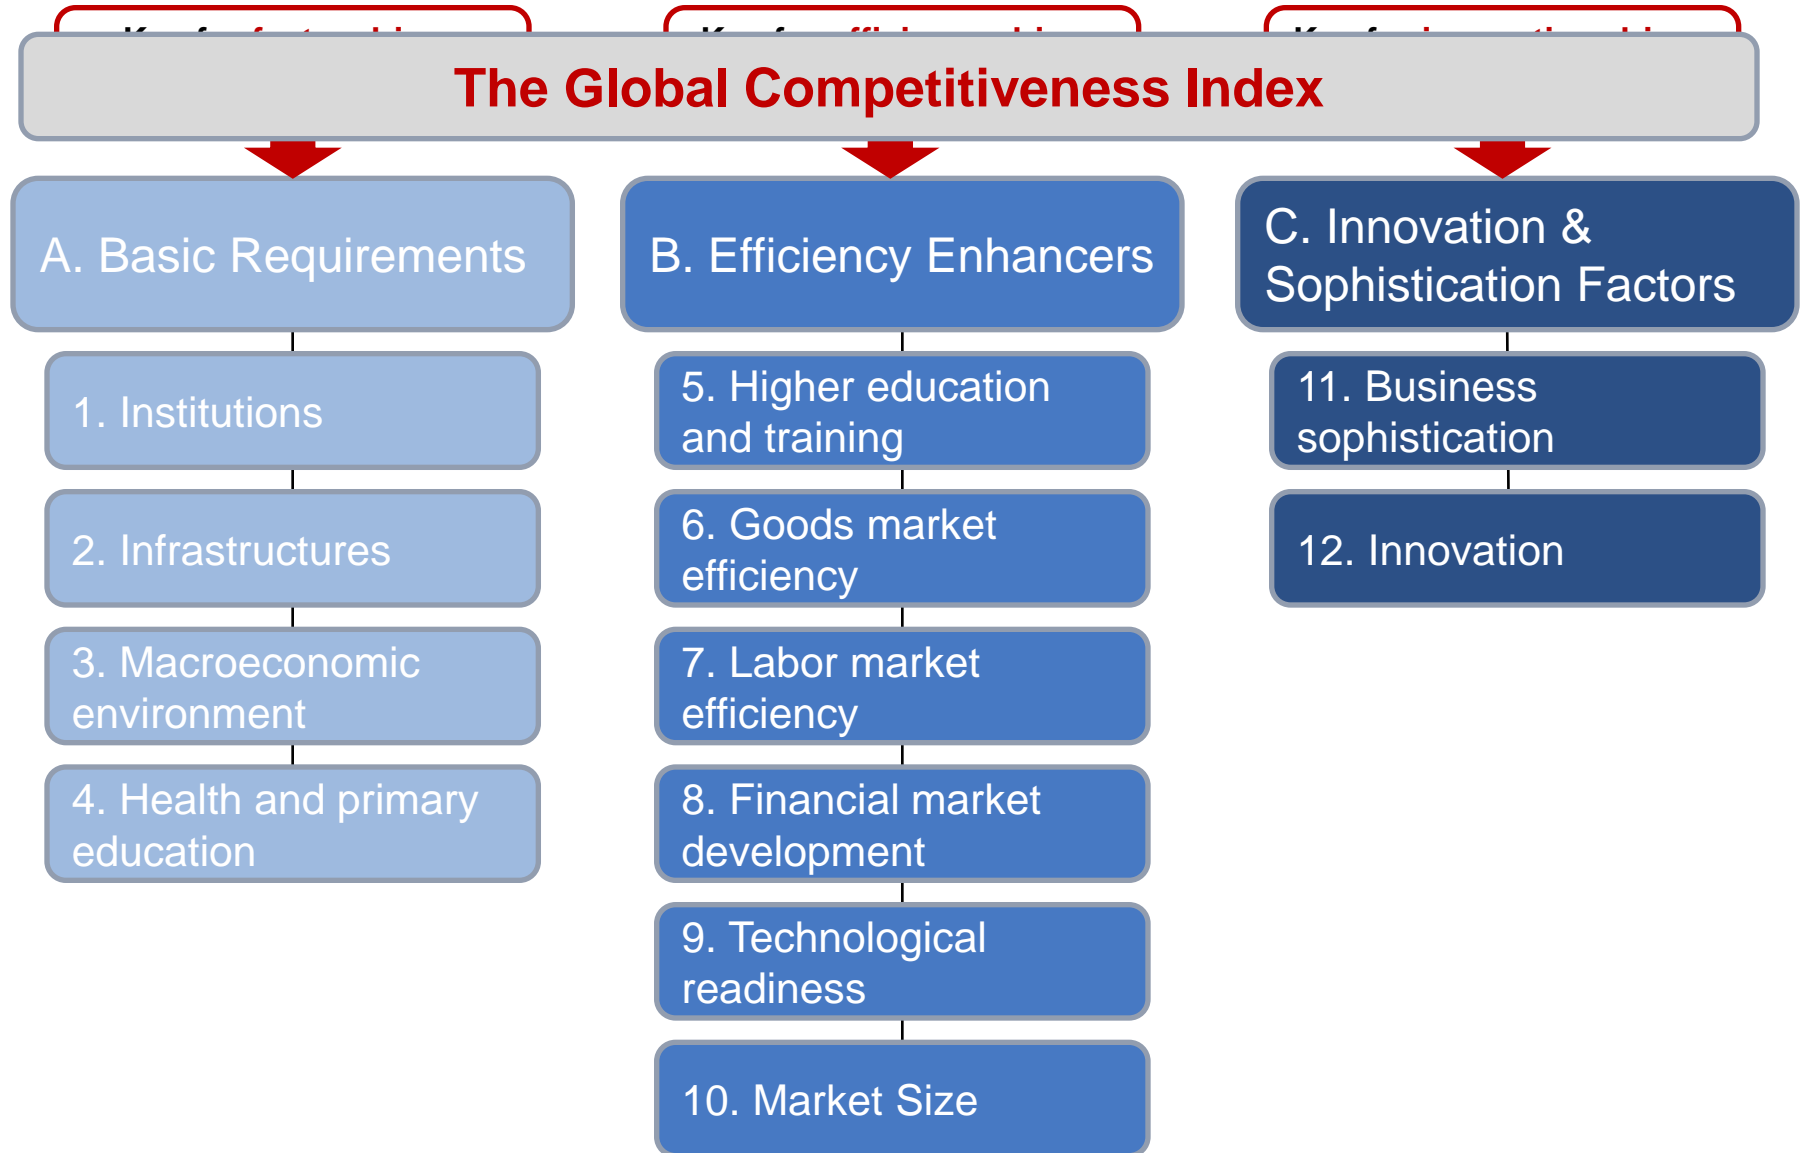 The Global Competitiveness Index
A. Basic Requirements
1. Institutions
2. Infrastructures
3. Macroeconomic
environment
4. Health and primary
education
B. Efficiency Enhancers
5. Higher education
and training
6. Goods market
efficiency
7. Labor market
efficiency
8. Financial market
development
9. Technological
readiness
10. Market Size
C. Innovation &
Sophistication Factors
11. Business
sophistication
12. Innovation